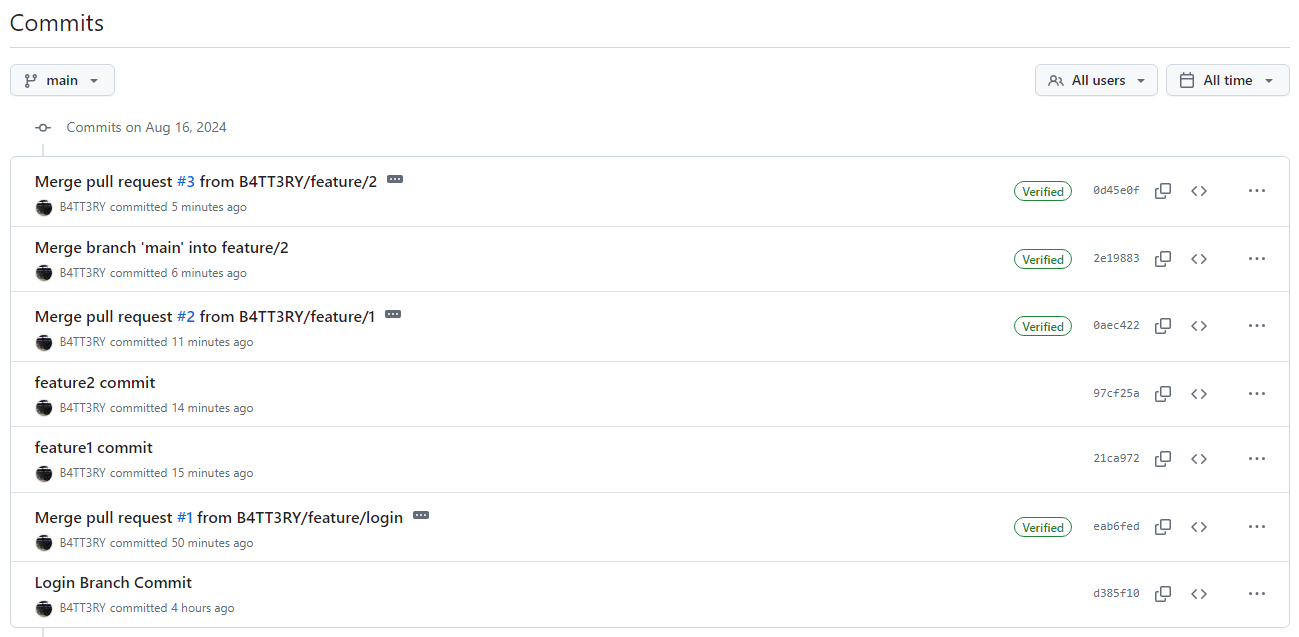 Commits
main
All users
All time
Commits on Aug 16, 2024
Merge pull request #3 from B4TT3RY/feature/2
B4TT3RY committed 5 minutes ago
Verified
0d45e0f
Merge branch 'main' into feature/2
B4TT3RY committed 6 minutes ago
Verified
2e19883
Merge pull request #2 from B4TT3RY/feature/1
B4TT3RY committed 11 minutes ago
Verified
0aec422
feature2 commit
B4TT3RY committed 14 minutes ago
97cf25a
feature1 commit
B4TT3RY committed 15 minutes ago
21ca972
Merge pull request #1 from B4TT3RY/feature/login
B4TT3RY committed 50 minutes ago
Verified
eab6fed
Login Branch Commit
B4TT3RY committed 4 hours ago
d385f10